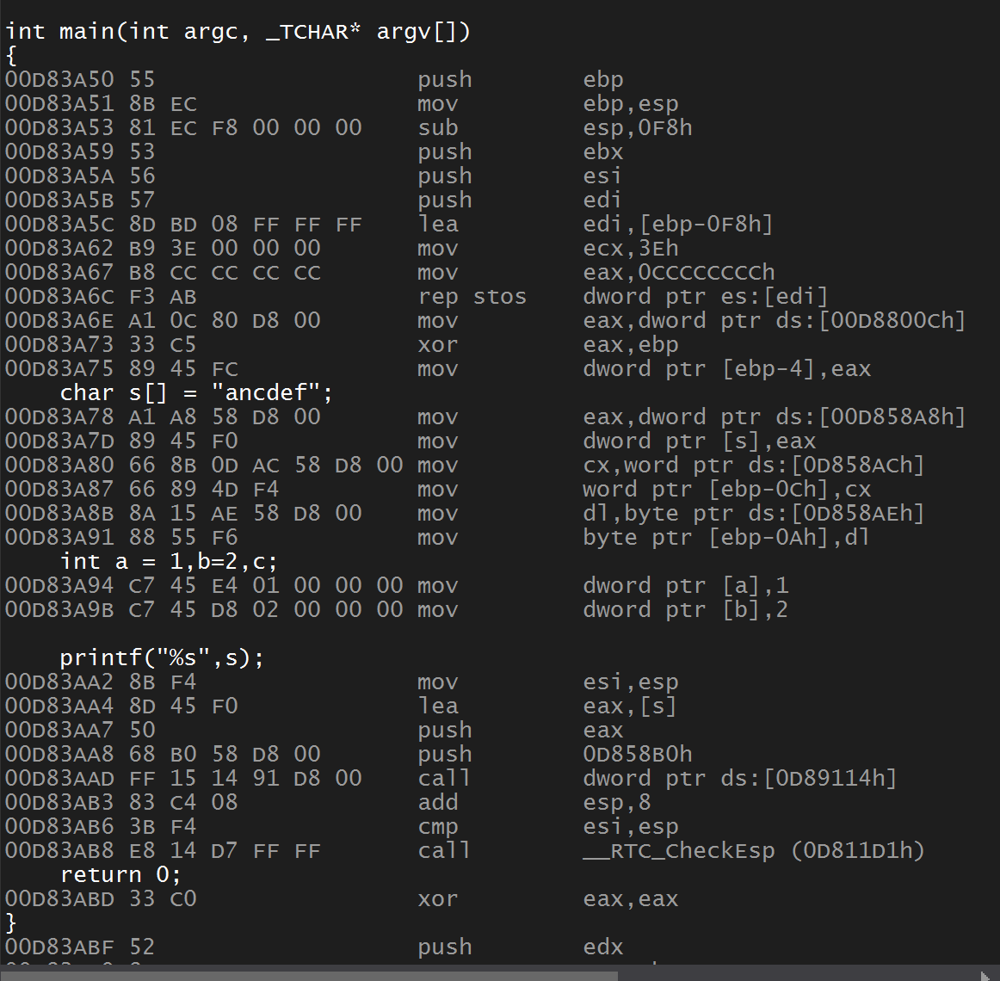 int main(int argc, _TCHAR* argv[])
{
00D83A50 55                   push        ebp
00D83A51 8B EC                mov         ebp,esp
00D83A53 81 EC F8 00 00 00    sub         esp,0F8h
00D83A59 53                   push        ebx
00D83A5A 56                   push        esi
00D83A5B 57                   push        edi
00D83A5C 8D BD 08 FF FF FF    lea         edi,[ebp-0F8h]
00D83A62 B9 3E 00 00 00       mov         ecx,3Eh
00D83A67 B8 CC CC CC CC       mov         eax,0CCCCCCCCh
00D83A6C F3 AB                rep stos    dword ptr es:[edi]
00D83A6E A1 0C 80 D8 00       mov         eax,dword ptr ds:[00D8800Ch]
00D83A73 33 C5                xor         eax,ebp
00D83A75 89 45 FC             mov         dword ptr [ebp-4],eax
    char s[] = "ancdef";
00D83A78 A1 A8 58 D8 00       mov         eax,dword ptr ds:[00D858A8h]
00D83A7D 89 45 F0             mov         dword ptr [s],eax
00D83A80 66 8B 0D AC 58 D8 00 mov         cx,word ptr ds:[0D858ACh]
00D83A87 66 89 4D F4          mov         word ptr [ebp-0Ch],cx
00D83A8B 8A 15 AE 58 D8 00    mov         dl,byte ptr ds:[0D858AEh]
00D83A91 88 55 F6             mov         byte ptr [ebp-0Ah],dl
    int a = 1,b=2,c;
00D83A94 C7 45 E4 01 00 00 00 mov         dword ptr [a],1
00D83A9B C7 45 D8 02 00 00 00 mov         dword ptr [b],2
    printf("%s",s);
00D83AA2 8B F4                mov         esi,esp
00D83AA4 8D 45 F0             lea         eax,[s]
00D83AA7 50                   push        eax
00D83AA8 68 B0 58 D8 00       push        0D858B0h
00D83AAD FF 15 14 91 D8 00    call        dword ptr ds:[0D89114h]
00D83AB3 83 C4 08             add         esp,8
00D83AB6 3B F4                cmp         esi,esp
00D83AB8 E8 14 D7 FF FF       call        __RTC_CheckEsp (0D811D1h)
    return 0;
00D83ABD 33 C0                xor         eax,eax
}
00D83ABF 52                   push        edx